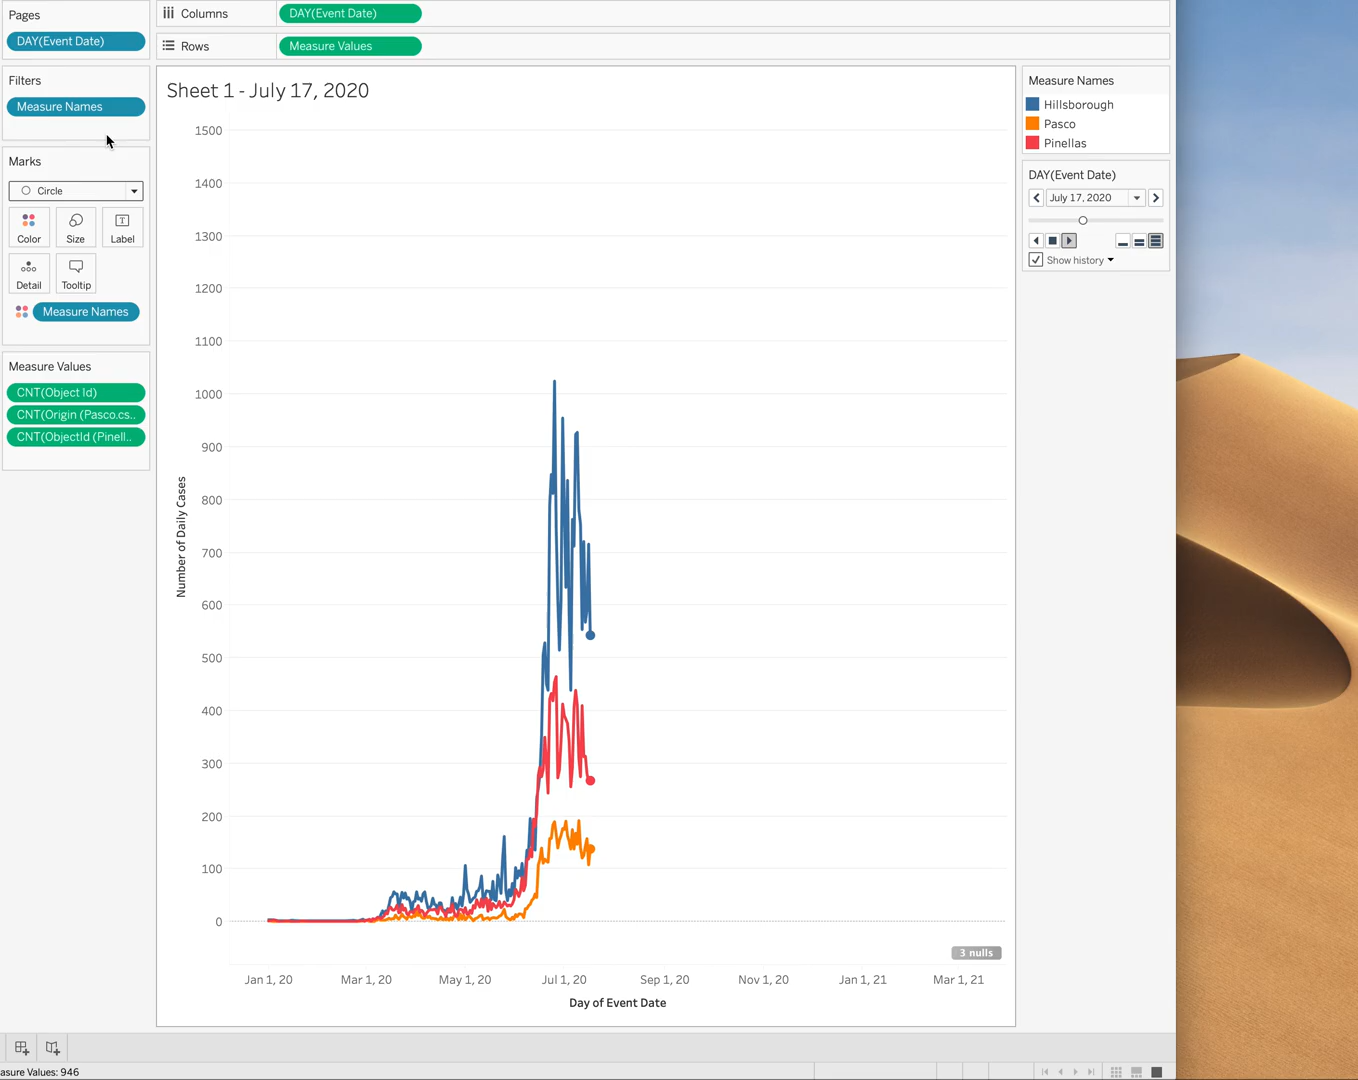 Pages
DAY(Event Date)
Filters
Measure Names
Marks
Circle
Color
Size
Label
Detail
Tooltip
Measure Names
Measure Values
CNT(Object Id)
CNT(Origin (Pasco.cs..
CNT(ObjectId (Pinell..
Columns
DAY(Event Date)
Rows
Measure Values
Sheet 1 - July 17, 2020
1500
1400
1300
1200
1100
1000
900
800
700
600
500
400
300
200
100
0
Number of Daily Cases
3 nulls
Jan 1, 20
Mar 1, 20
May 1, 20
Jul 1, 20
Sep 1, 20
Nov 1, 20
Jan 1, 21
Mar 1, 21
Day of Event Date
Measure Names
Hillsborough
Pasco
Pinellas
DAY(Event Date)
July 17, 2020
Show history
asure Values: 946